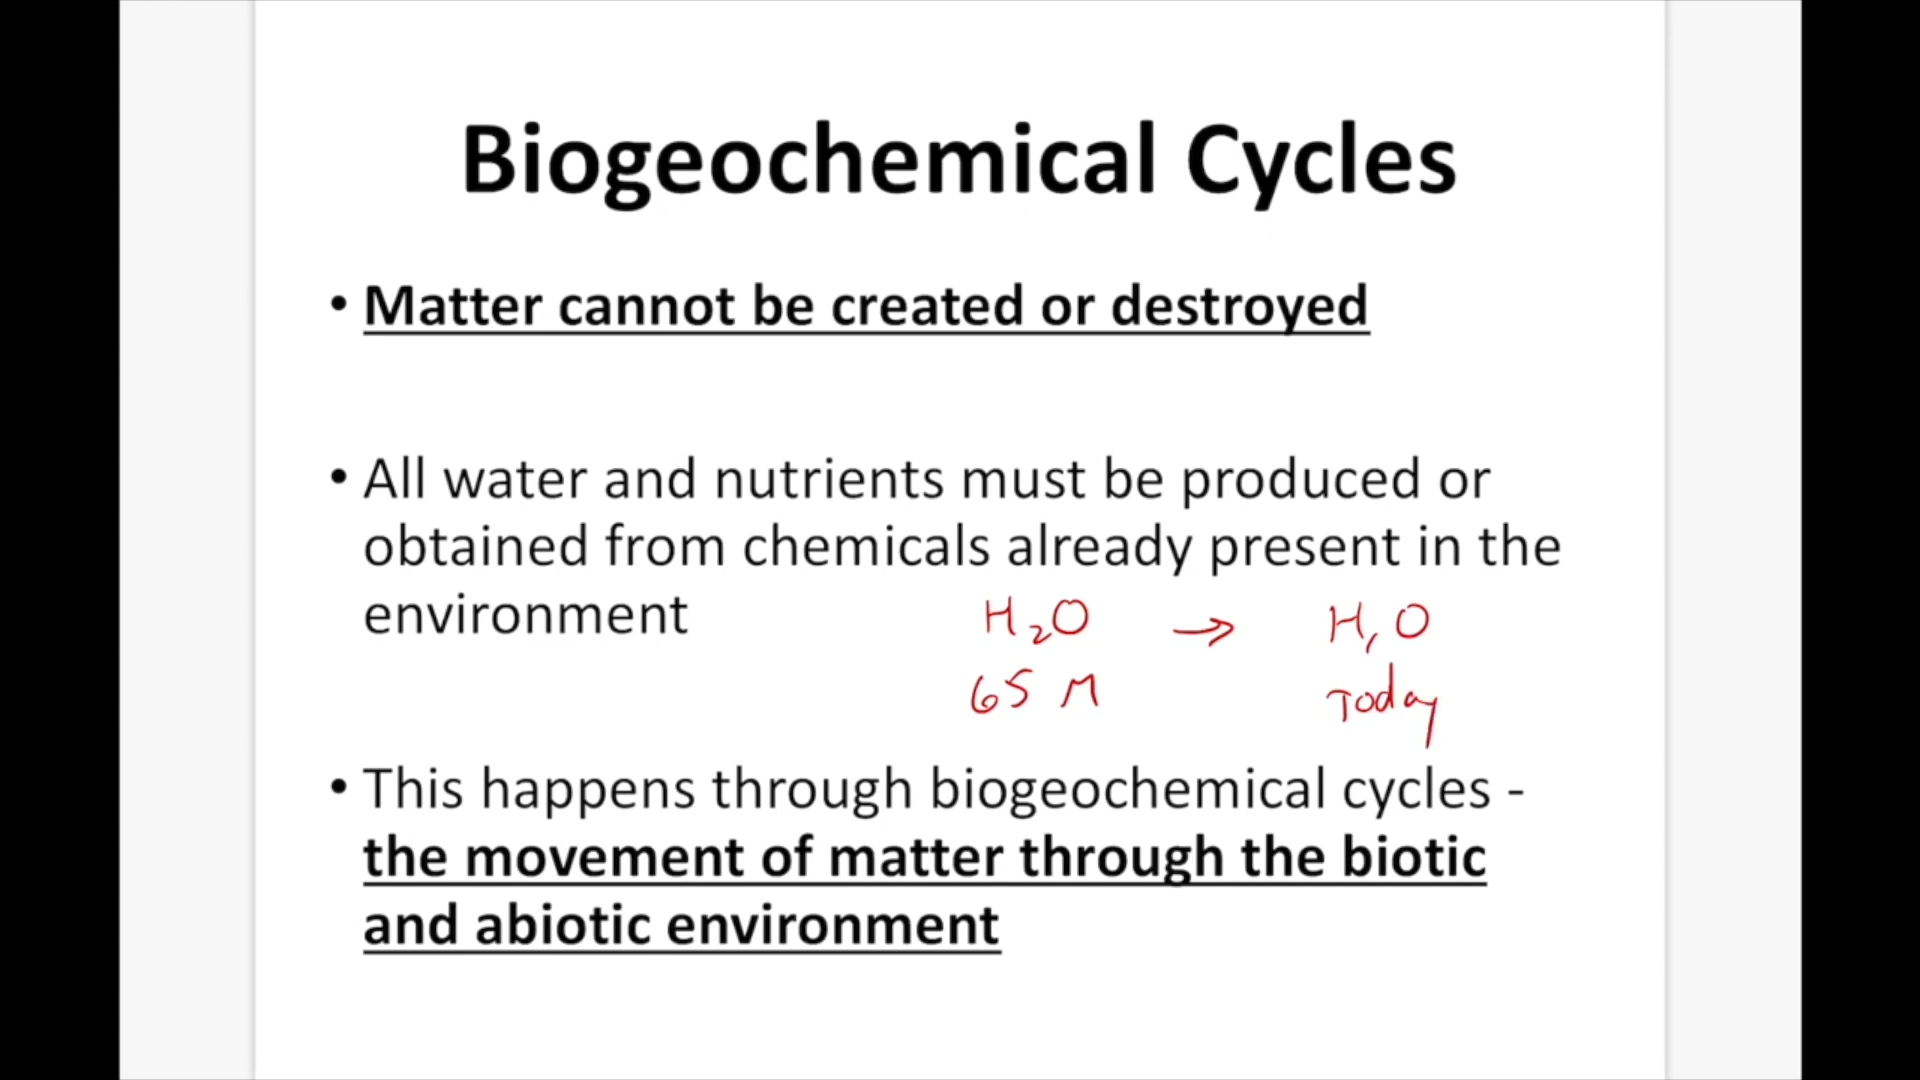 Biogeochemical Cycles
• Matter cannot be created or destroyed
• All water and nutrients must be produced or
obtained from chemicals already present in the
environment
H₂O → H,O
65 M Today
• This happens through biogeochemical cycles -
the movement of matter through the biotic
and abiotic environment